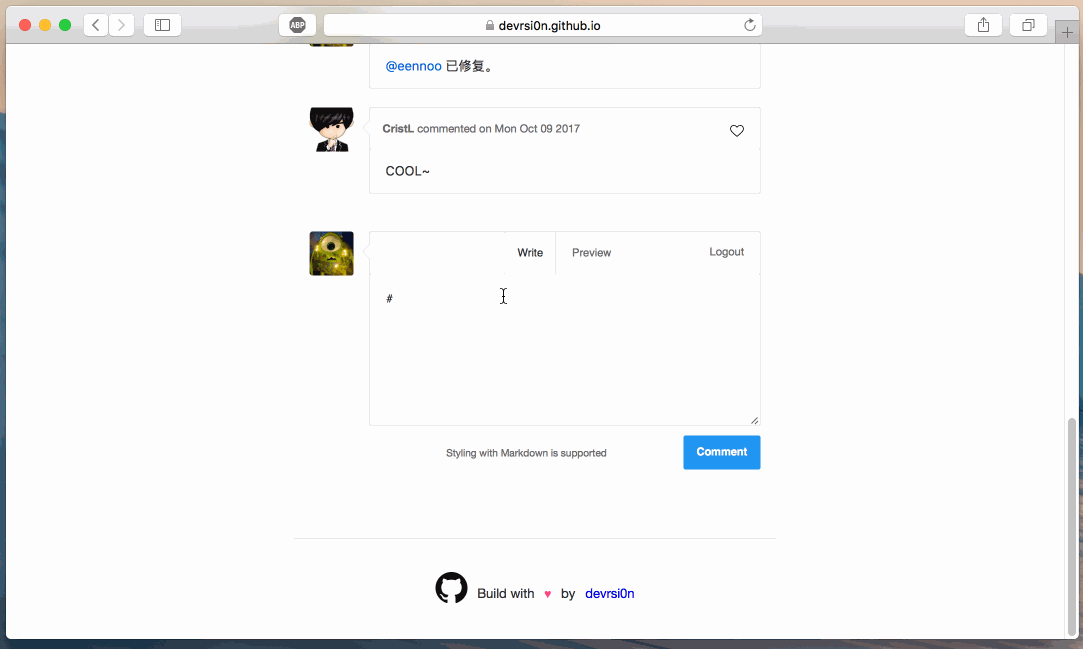 ABP
devrsi0n.github.io
@eennoo 已修复。
CristL commented on Mon Oct 09 2017
COOL~
Write Preview Logout
#
Styling with Markdown is supported
Comment
Build with ♥ by devrsi0n